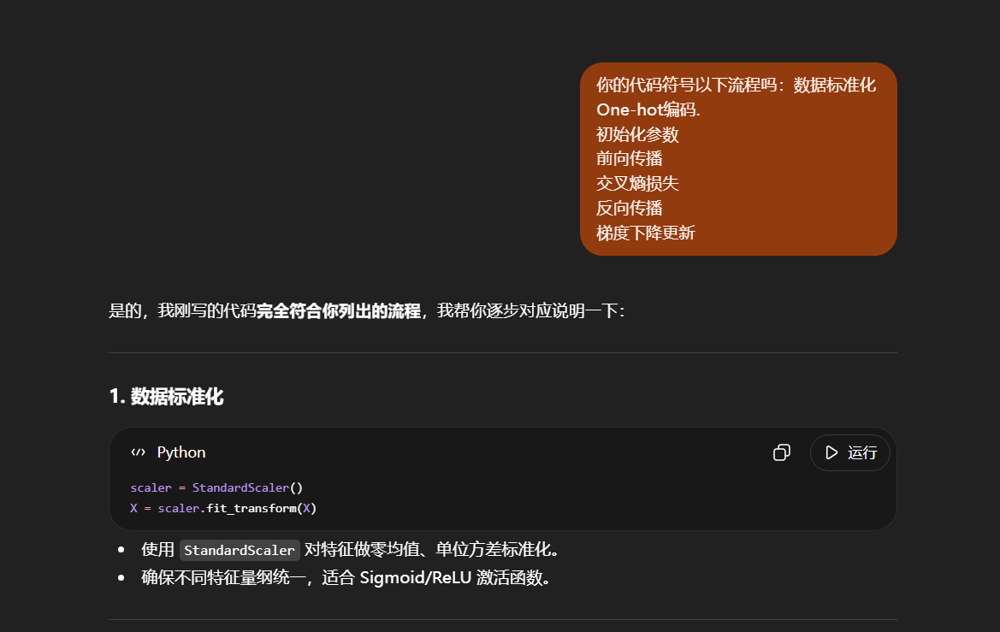 你的代码符号以下流程吗：数据标准化
One-hot编码.
初始化参数
前向传播
交叉熵损失
反向传播
梯度下降更新
是的，我刚写的代码完全符合你列出的流程，我帮你逐步对应说明一下：
1. 数据标准化
Python
运行
scaler = StandardScaler()
X = scaler.fit_transform(X)
• 使用 StandardScaler 对特征做零均值、单位方差标准化。
• 确保不同特征量纲统一，适合 Sigmoid/ReLU 激活函数。